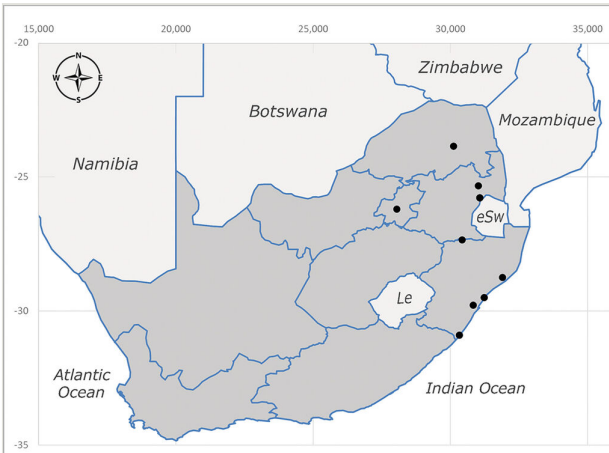 15,000 20,000 25,000 30,000 35,000
-20
N
W E
S
Zimbabwe
Botswana
Mozambique
Namibia
-25
eSw
Le
-30
Atlantic
Ocean
Indian Ocean
-35